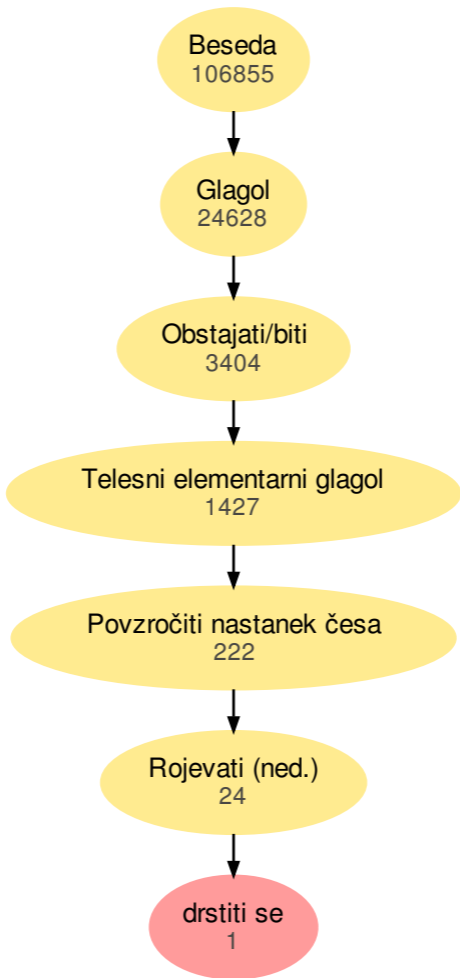 Beseda
106855
Glagol
24628
Obstajati/biti
3404
Telesni elementarni glagol
1427
Povzročiti nastanek česa
222
Rojevati (ned.)
24
drstiti se
1